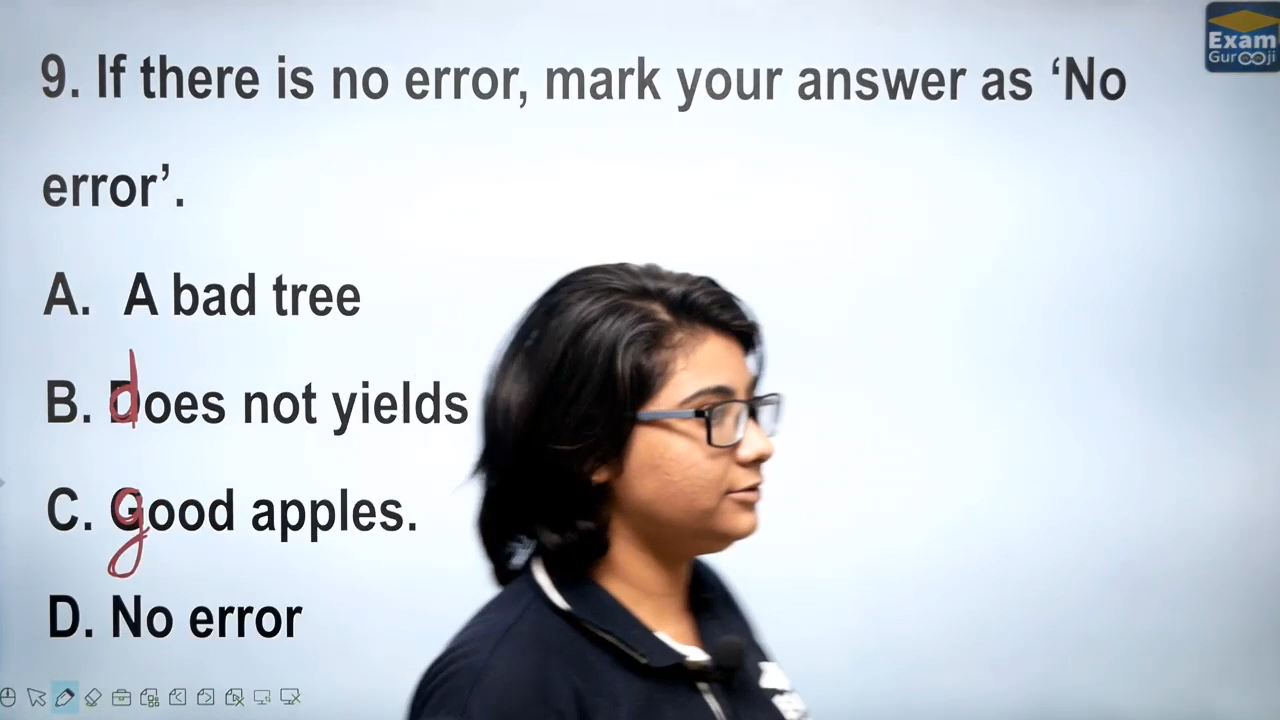 Exam
Gurooji
9. If there is no error, mark your answer as ‘No
error’.
A. A bad tree
B. does not yields
C. good apples.
D. No error